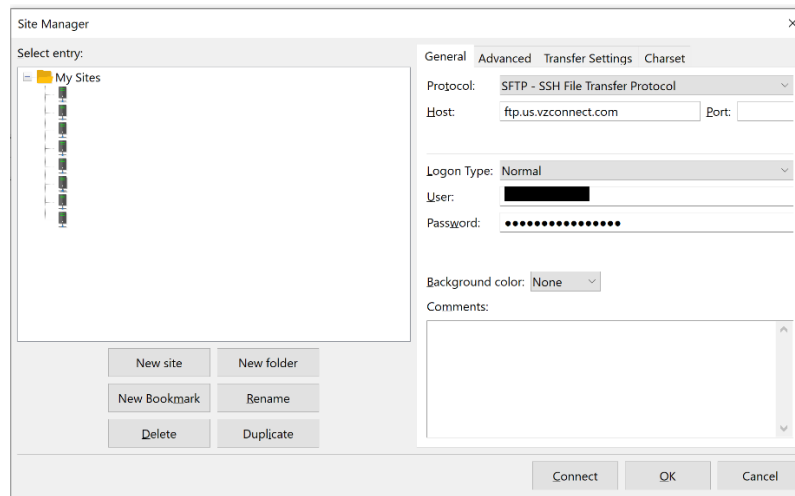 Site Manager
Select entry:
My Sites
New site
New folder
New Bookmark
Rename
Delete
Duplicate
General
Advanced
Transfer Settings
Charset
Protocol:
SFTP - SSH File Transfer Protocol
Host:
ftp.us.vzconnect.com
Port:
Logon Type:
Normal
User:
Password:
●●●●●●●●●●●●●●●●
Background color:
None
Comments:
Connect
OK
Cancel